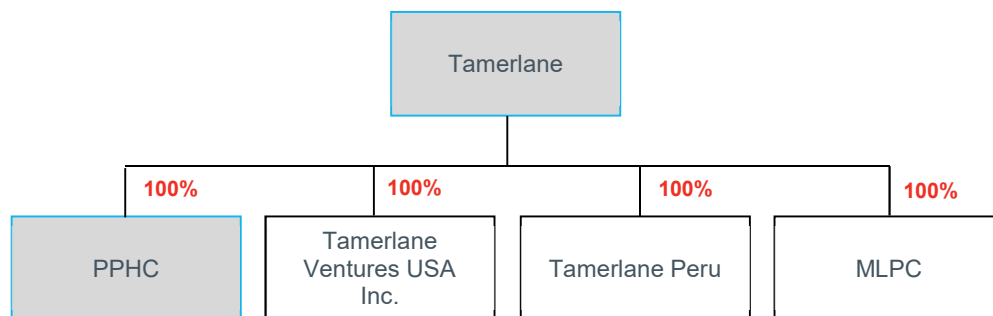 Tamerlane
100%
100%
100%
100%
PPHC
Tamerlane
Ventures USA
Inc.
Tamerlane Peru
MLPC